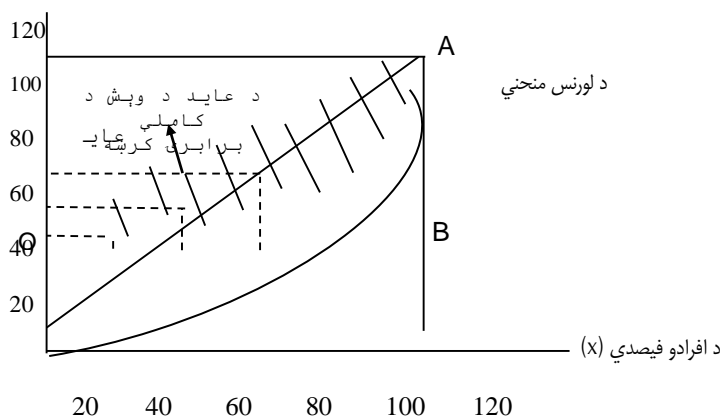 120
A
د لورنس منحني
100
د عاید د وېش د
کاملې
برابرۍ کرښه عاید
80
60
B
O
40
20
د افرادو فیصدي (x)
20 40 60 80 100 120